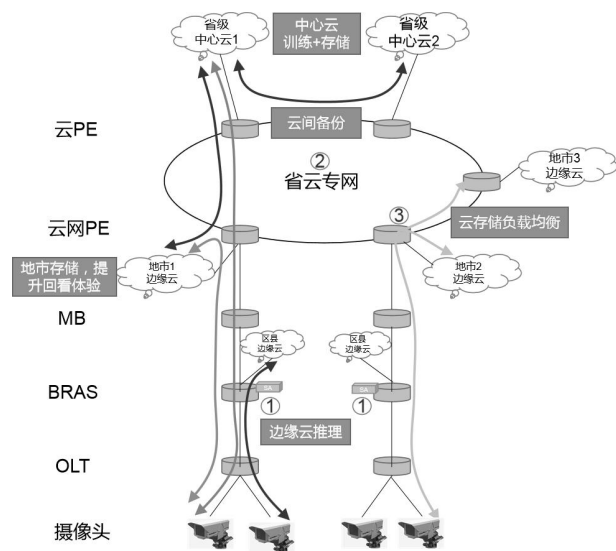 省级
中心云1
中心云
训练+存储
省级
中心云2
云PE
云间备份
②
省云专网
地市3
边缘云
云网PE
③
云存储负载均衡
地市存储，提
升回看体验
地市1
边缘云
地市2
边缘云
MB
区县
边缘云
区县
边缘云
BRAS
SA
SA
①
①
边缘云推理
OLT
摄像头